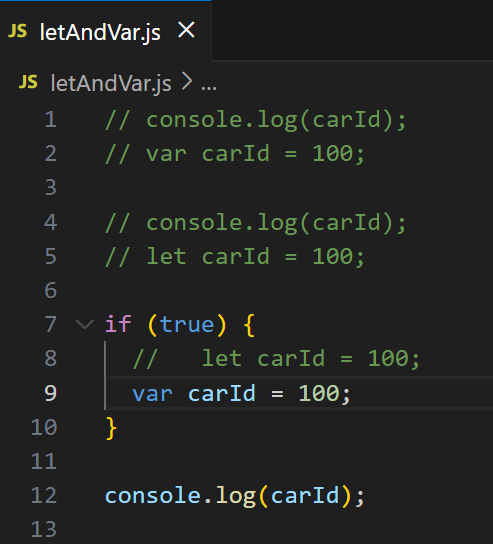 JS letAndVar.js ×
JS letAndVar.js > ...
1 // console.log(carId);
2 // var carId = 100;
3
4 // console.log(carId);
5 // let carId = 100;
6
7 if (true) {
8 //   let carId = 100;
9 var carId = 100;
10 }
11
12 console.log(carId);
13